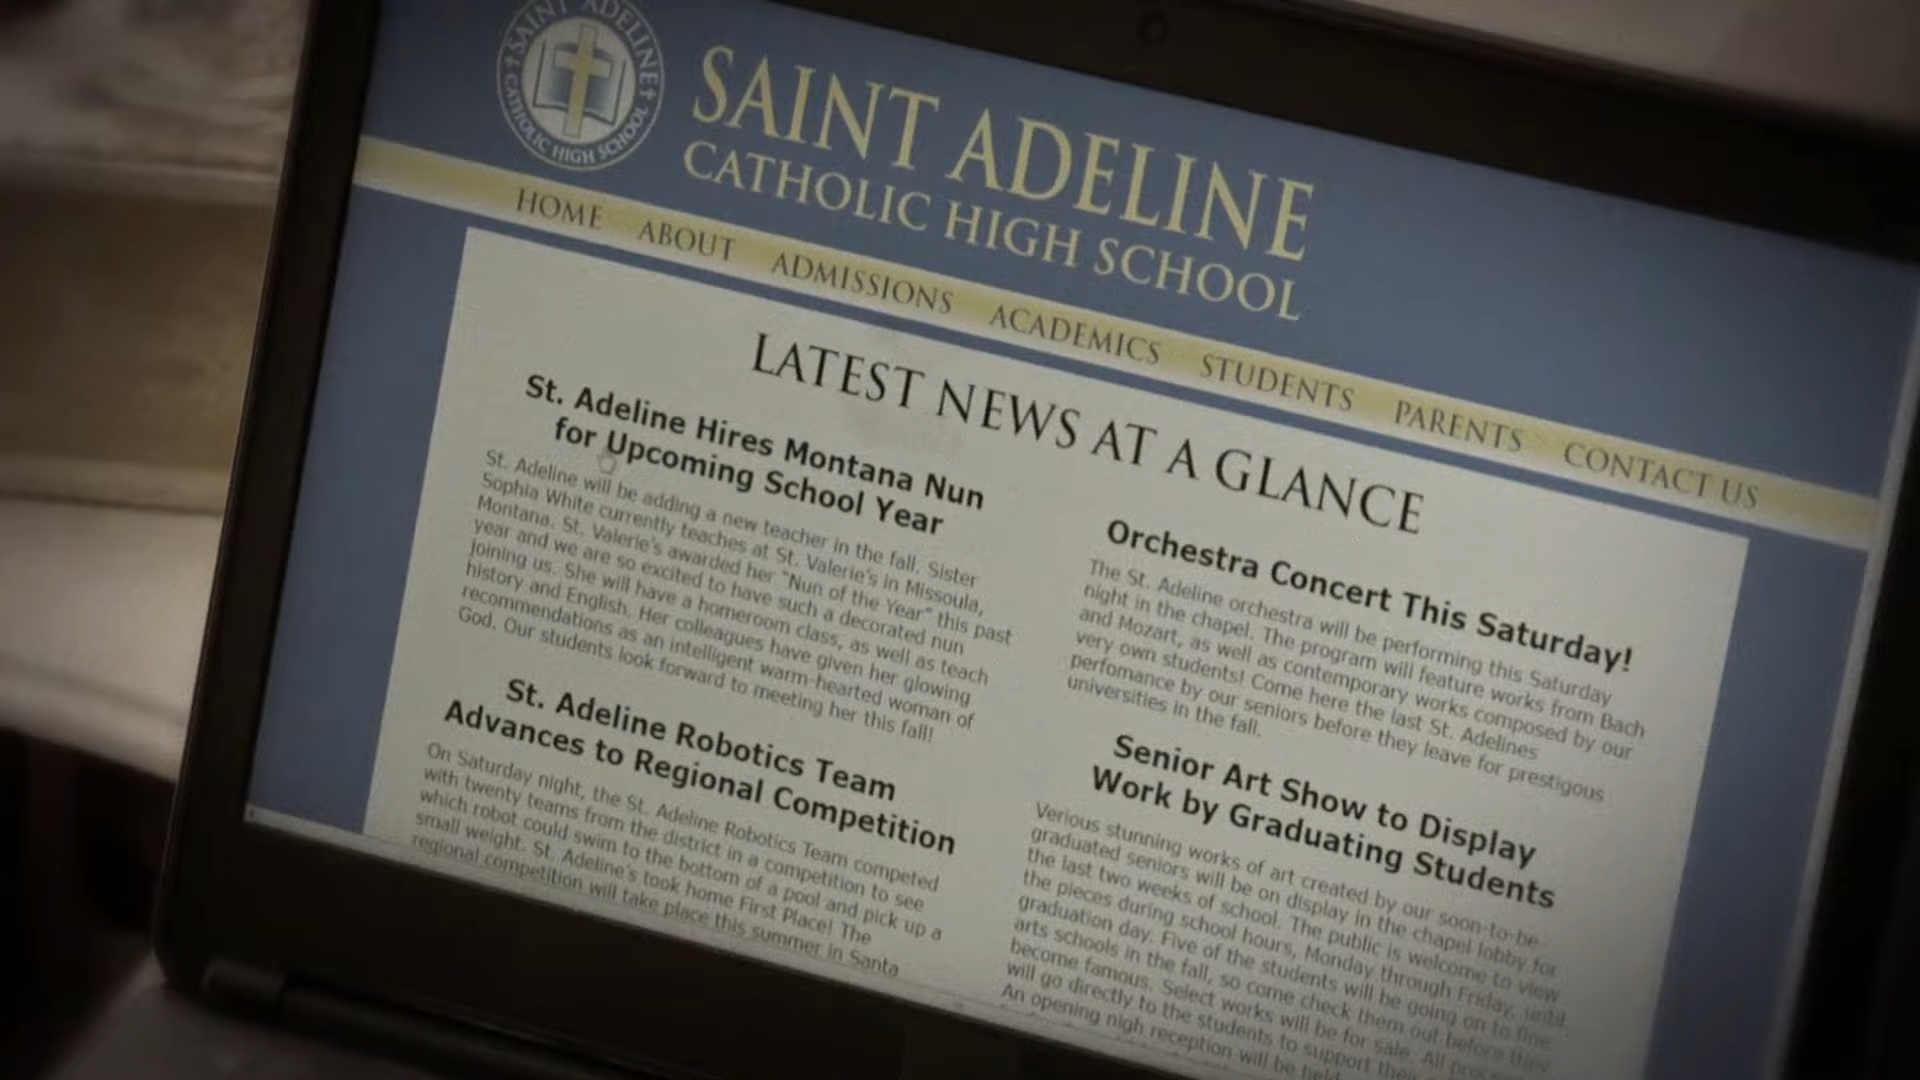 SAINT ADELINE
CATHOLIC HIGH SCHOOL
SAINT ADELINE
CATHOLIC HIGH SCHOOL
HOME ABOUT ADMISSIONS ACADEMICS STUDENTS PARENTS CONTACT US
LATEST NEWS AT A GLANCE
St. Adeline Hires Montana Nun
for Upcoming School Year
St. Adeline will be adding a new teacher in the fall. Sister
Sophia White currently teaches at St. Valerie's in Missoula,
Montana. St. Valerie's awarded her "Nun of the Year" this past
year and we are so excited to have such a decorated nun
joining us. She will have a homeroom class, as well as teach
history and English. Her colleagues have given her glowing
recommendations as an intelligent warm-hearted woman of
God. Our students look forward to meeting her this fall!
St. Adeline Robotics Team
Advances to Regional Competition
On Saturday night, the St. Adeline Robotics Team competed
with twenty teams from the district in a competition to see
which robot could swim to the bottom of a pool and pick up a
small weight. St. Adeline's took home First Place! The
regional competition will take place this summer in Santa
Orchestra Concert This Saturday!
The St. Adeline orchestra will be performing this Saturday
night in the chapel. The program will feature works from Bach
and Mozart, as well as contemporary works composed by our
very own students! Come here the last St. Adelines
perfomance by our seniors before they leave for prestigious
universities in the fall.
Senior Art Show to Display
Work by Graduating Students
Verious stunning works of art created by our soon-to-be
graduated seniors will be on display in the chapel lobby for
the last two weeks of school. The public is welcome to view
the pieces during school hours, Monday through Friday, until
graduation day. Five of the students will be going on to fine
arts schools in the fall, so come check them out before they
become famous. Select works will be for sale. All
will go directly to the students to support their
An opening nigh reception will be held